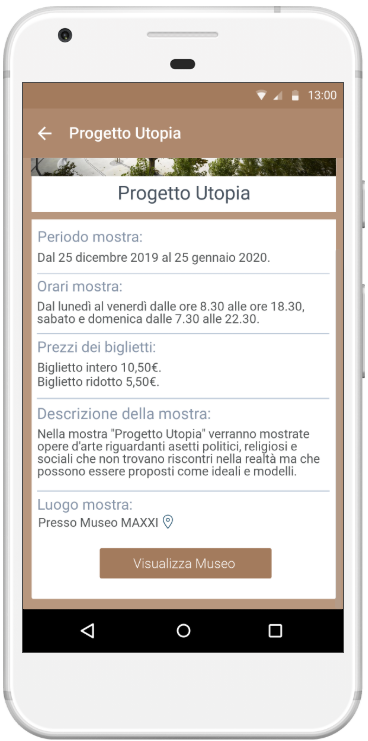 13:00
Progetto Utopia
Progetto Utopia
Periodo mostra:
Dal 25 dicembre 2019 al 25 gennaio 2020.
Orari mostra:
Dal lunedì al venerdì dalle ore 8.30 alle ore 18.30,
sabato e domenica dalle 7.30 alle 22.30.
Prezzi dei biglietti:
Biglietto intero 10,50€.
Biglietto ridotto 5,50€.
Descrizione della mostra:
Nella mostra "Progetto Utopia" verranno mostrate
opere d'arte riguardanti asetti politici, religiosi e
sociali che non trovano riscontri nella realtà ma che
possono essere proposti come ideali e modelli.
Luogo mostra:
Presso Museo MAXXI
Visualizza Museo